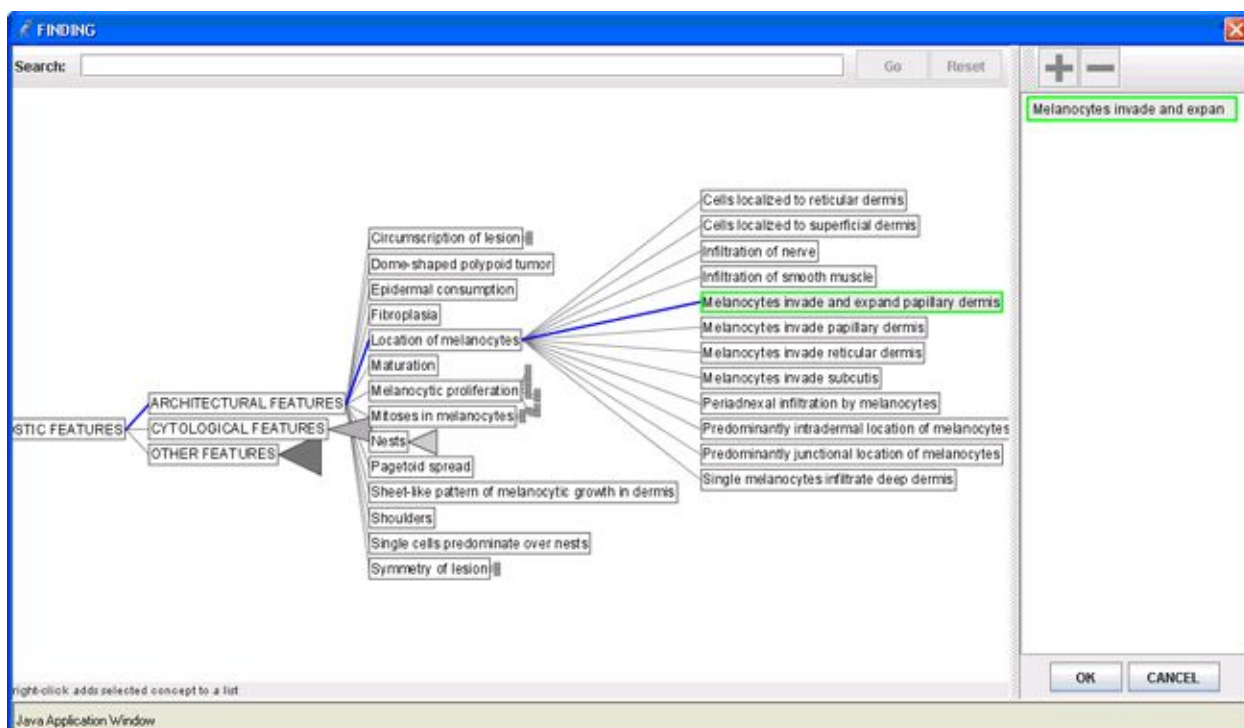 FINDING
Search:
Go
Reset
Melanocytes invade and expan
STIC FEATURES
ARCHITECTURAL FEATURES
CYTOLOGICAL FEATURES
OTHER FEATURES
Circumscription of lesion
Dome-shaped polypoid tumor
Epidermal consumption
Fibroplasia
Location of melanocytes
Maturation
Melanocytic proliferation
Mitoses in melanocytes
Nests
Pagetoid spread
Sheet-like pattern of melanocytic growth in dermis
Shoulders
Single cells predominate over nests
Symmetry of lesion
Cells localized to reticular dermis
Cells localized to superficial dermis
Infiltration of nerve
Infiltration of smooth muscle
Melanocytes invade and expand papillary dermis
Melanocytes invade papillary dermis
Melanocytes invade reticular dermis
Melanocytes invade subcutis
Periadnexal infiltration by melanocytes
Predominantly intradermal location of melanocytes
Predominantly junctional location of melanocytes
Single melanocytes infiltrate deep dermis
OK
CANCEL
right-click adds selected concept to a list
Java Application Window